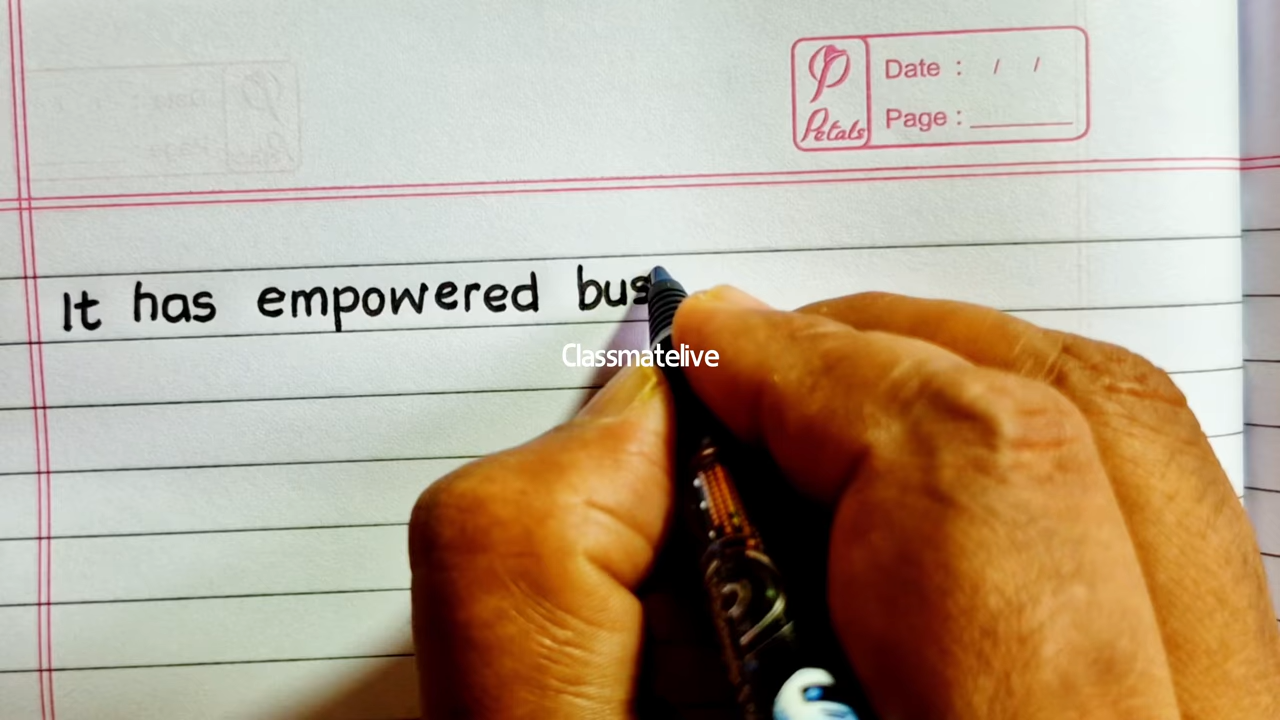 Petals
Date : / /
Page :
It has empowered bus
Classmatelive